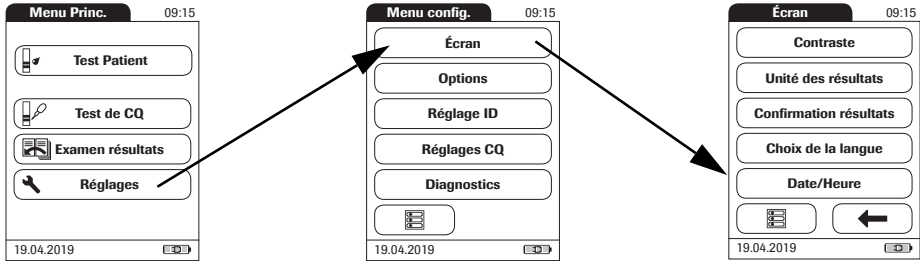 Menu Princ. 09:15
Test Patient
Test de CQ
Examen résultats
Réglages
19.04.2019
Menu config. 09:15
Écran
Options
Réglage ID
Réglages CQ
Diagnostics
19.04.2019
Écran 09:15
Contraste
Unité des résultats
Confirmation résultats
Choix de la langue
Date/Heure
19.04.2019